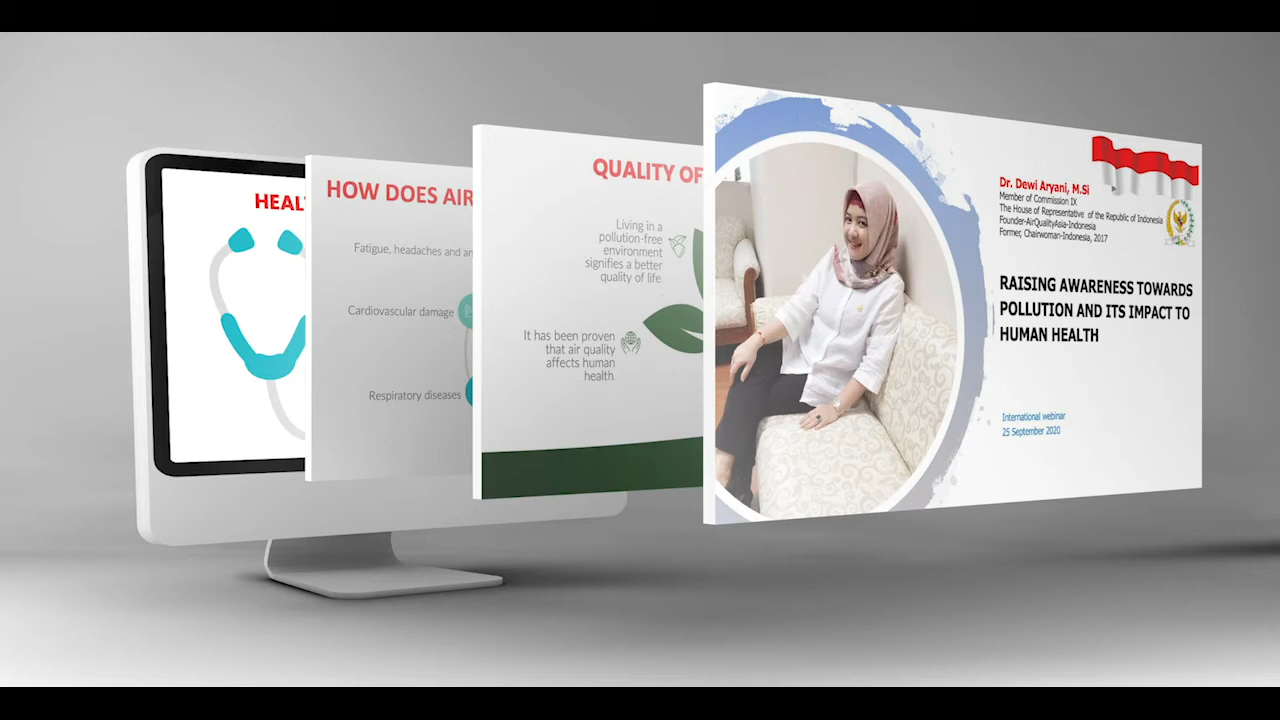 HEAL
HOW DOES AIR
Fatigue, headaches and an
Cardiovascular damage
Respiratory diseases
QUALITY OF
Living in a
pollution-free
environment
signifies a better
quality of life.
It has been proven
that air quality
affects human
health.
Dr. Dewi Aryani, M.Si
Member of Commission IX
The House of Representative of the Republic of Indonesia
Founder-AirQualityAsia-Indonesia
Former, Chairwoman-Indonesia, 2017
RAISING AWARENESS TOWARDS
POLLUTION AND ITS IMPACT TO
HUMAN HEALTH
International webinar
25 September 2020